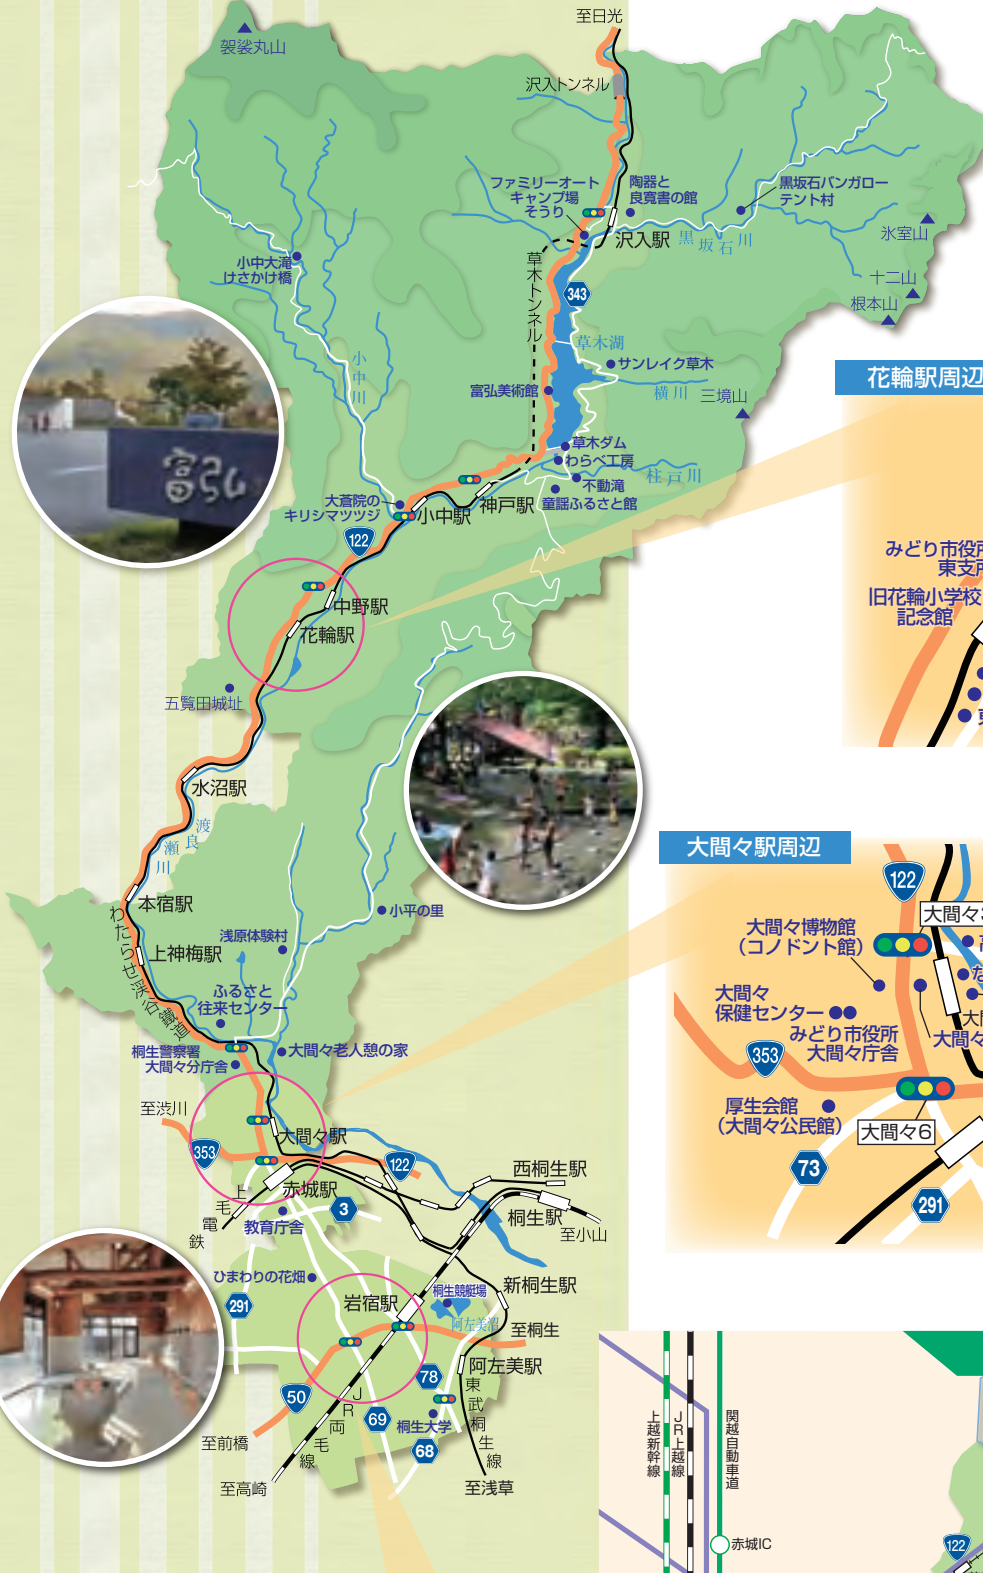 至日光
袈裟丸山
沢入トンネル
ファミリーオート
キャンプ場
そうり
陶器と
良寛書の館
黒坂石バンガロー
テント村
沢入駅
黒坂石川
氷室山
小中大滝
けさかけ橋
草木トンネル
343
十二山
根本山
草木湖
小中川
サンレイク草木
富弘美術館
横川
三境山
花輪駅周辺
富弘
草木ダム
わらべ工房
不動滝
柱戸川
童謡ふるさと館
大蒼院の
キリシマツツジ
小中駅
神戸駅
122
みどり市役所
東支所
旧花輪小学校
記念館
中野駅
花輪駅
五覧田城址
水沼駅
渡良瀬川
大間々駅周辺
本宿駅
わたらせ渓谷鐵道
小平の里
浅原体験村
上神梅駅
ふるさと
往来センター
桐生警察署
大間々分庁舎
大間々老人憩の家
122
大間々3
大間々博物館
(コノドント館)
な
大間々
保健センター
みどり市役所
大間々庁舎
大間
大間々
353
厚生会館
(大間々公民館)
大間々6
73
291
至渋川
大間々駅
353
122
西桐生駅
赤城駅
上毛電鉄
3
桐生駅
教育庁舎
至小山
ひまわりの花畑
新桐生駅
291
岩宿駅
桐生競艇場
阿左美沼
至桐生
阿左美駅
78
50
JR両毛線
69
桐生大学
東武桐生線
68
至前橋
至高崎
至浅草
上越新幹線
JR上越線
関越自動車道
赤城IC
122